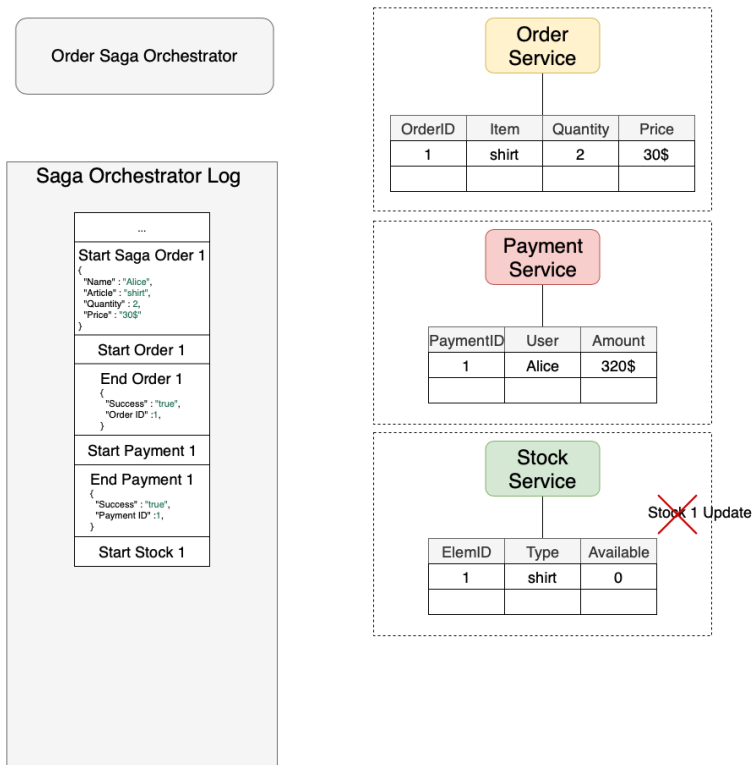 Order Saga Orchestrator
Saga Orchestrator Log
...
Start Saga Order 1
{
"Name" : "Alice",
"Article" : "shirt",
"Quantity" : 2,
"Price" : "30$"
}
Start Order 1
End Order 1
{
"Success" : "true",
"Order ID" :1,
}
Start Payment 1
End Payment 1
{
"Success" : "true",
"Payment ID" :1,
}
Start Stock 1
Order
Service
OrderID Item Quantity Price
1 shirt 2 30$
Payment
Service
PaymentID User Amount
1 Alice 320$
Stock
Service
Stock 1 Update
ElemID Type Available
1 shirt 0